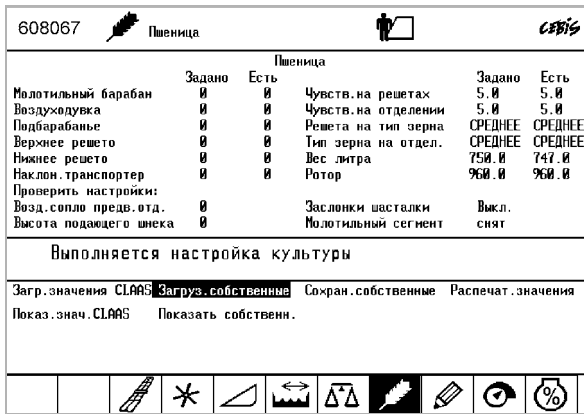 608067 Пшеница CEBIS
Пшеница
Задано Есть Задано Есть
Молотильный барабан 0 0 Чувств.на решетах 5.0 5.0
Воздуходувка 0 0 Чувств.на отделении 5.0 5.0
Подбарабанье 0 0 Решета на тип зерна СРЕДНЕЕ СРЕДНЕЕ
Верхнее решето 0 0 Тип зерна на отдел. СРЕДНЕЕ СРЕДНЕЕ
Нижнее решето 0 0 Вес литра 750.0 747.0
Наклон.транспортер 0 0 Ротор 960.0 960.0
Проверить настройки:
Возд.сопло предв.отд. 0 Заслонки шасталки Выкл.
Высота подающего шнека 0 Молотильный сегмент снят
Выполняется настройка культуры
Загр.значения CLAAS Загруз.собственные Сохран.собственные Распечат.значения
Показ.знач.CLAAS Показать собственн.
%